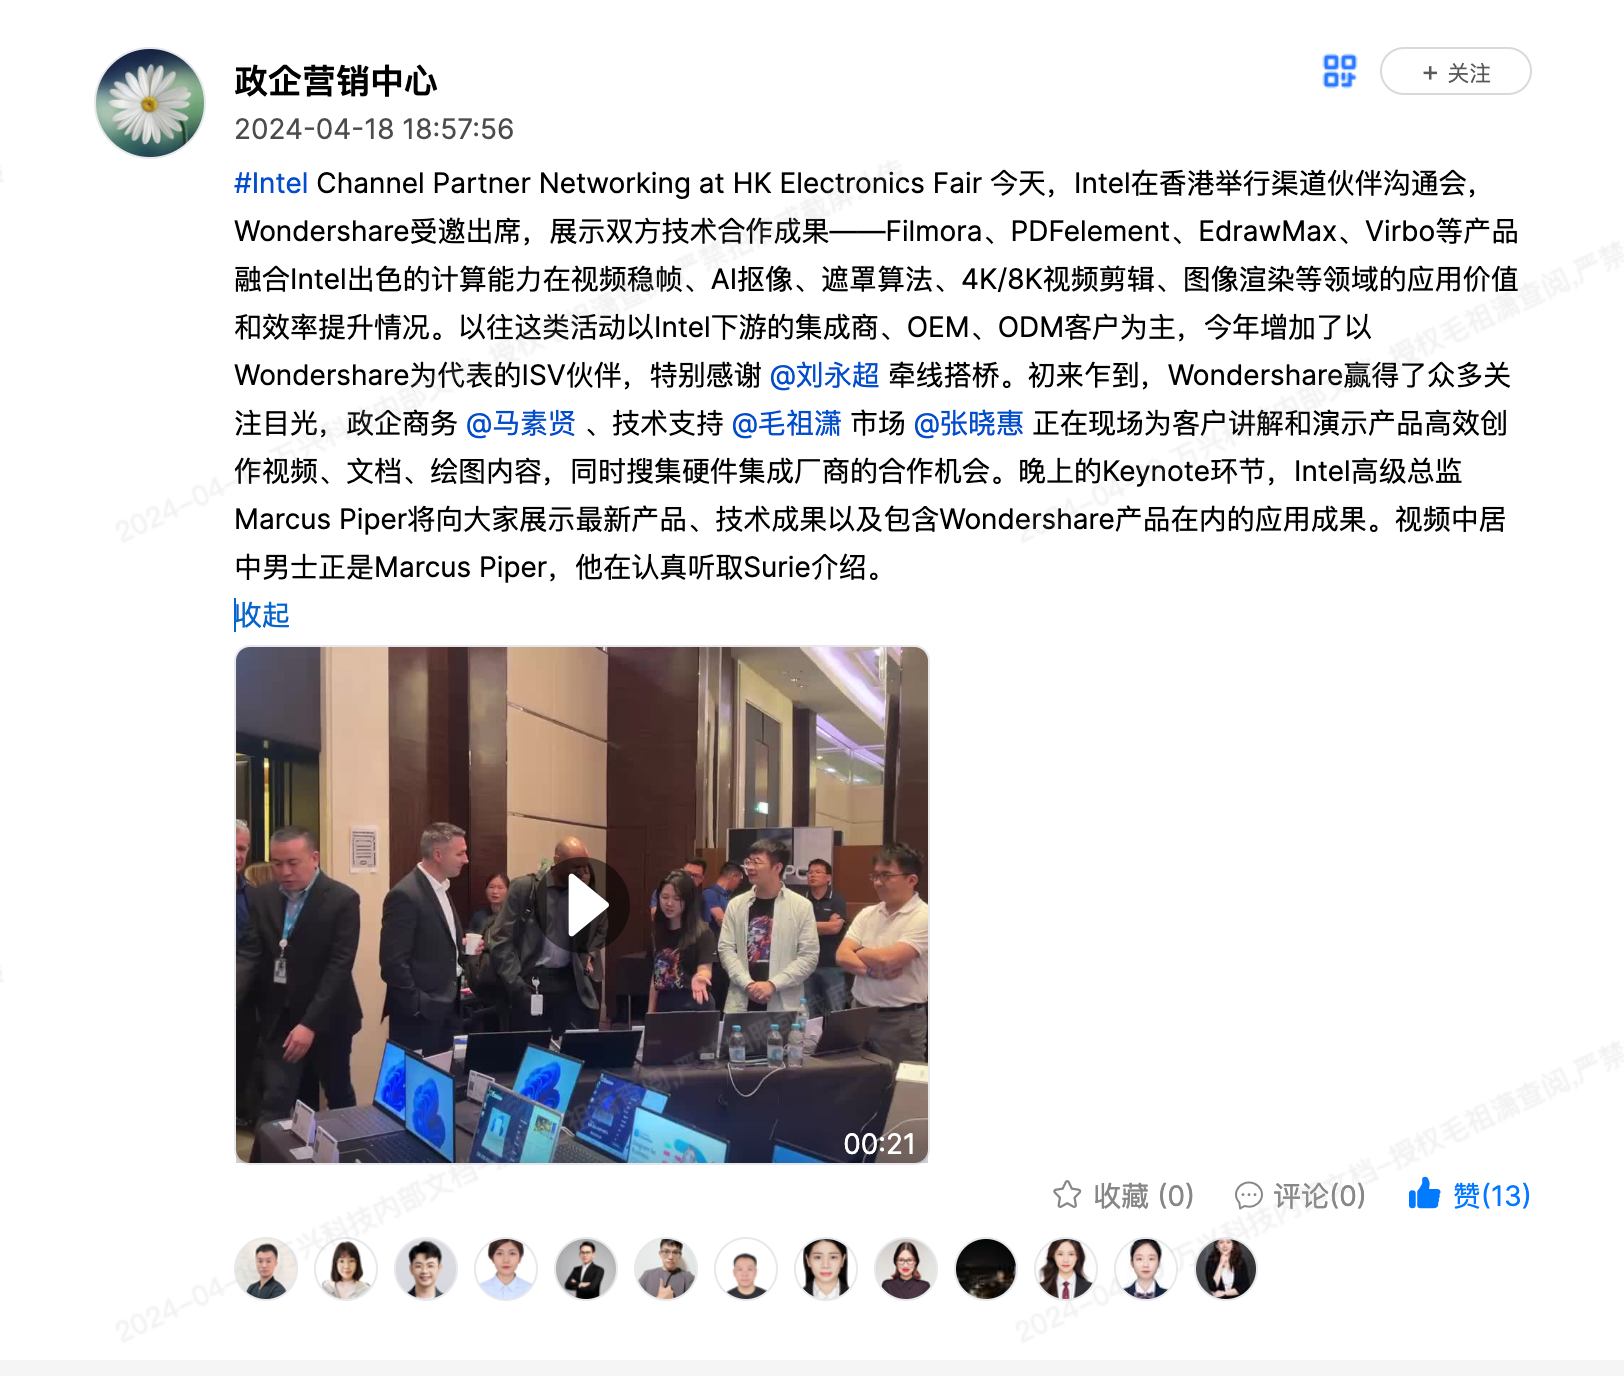 政企营销中心
+ 关注
2024-04-18 18:57:56
#Intel Channel Partner Networking at HK Electronics Fair 今天，Intel在香港举行渠道伙伴沟通会，
Wondershare受邀出席，展示双方技术合作成果——Filmora、PDFelement、EdrawMax、Virbo等产品
融合Intel出色的计算能力在视频稳帧、AI抠像、遮罩算法、4K/8K视频剪辑、图像渲染等领域的应用价值
和效率提升情况。以往这类活动以Intel下游的集成商、OEM、ODM客户为主，今年增加了以
Wondershare为代表的ISV伙伴，特别感谢 @刘永超 牵线搭桥。初来乍到，Wondershare赢得了众多关
注目光，政企商务 @马素贤 、技术支持 @毛祖潇 市场 @张晓惠 正在现场为客户讲解和演示产品高效创
作视频、文档、绘图内容，同时搜集硬件集成厂商的合作机会。晚上的Keynote环节，Intel高级总监
Marcus Piper将向大家展示最新产品、技术成果以及包含Wondershare产品在内的应用成果。视频中居
中男士正是Marcus Piper，他在认真听取Surie介绍。
收起
00:21
收藏 (0) 评论(0) 赞(13)